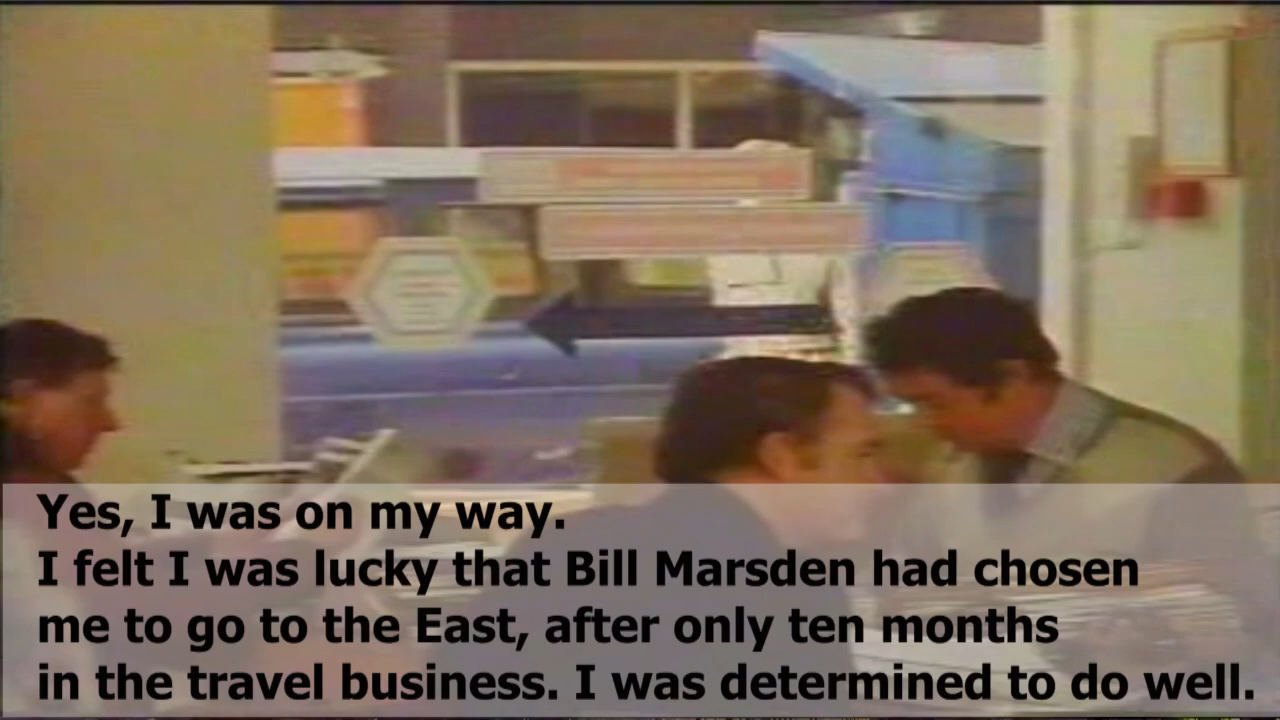 Yes, I was on my way.
I felt I was lucky that Bill Marsden had chosen
me to go to the East, after only ten months
in the travel business. I was determined to do well.